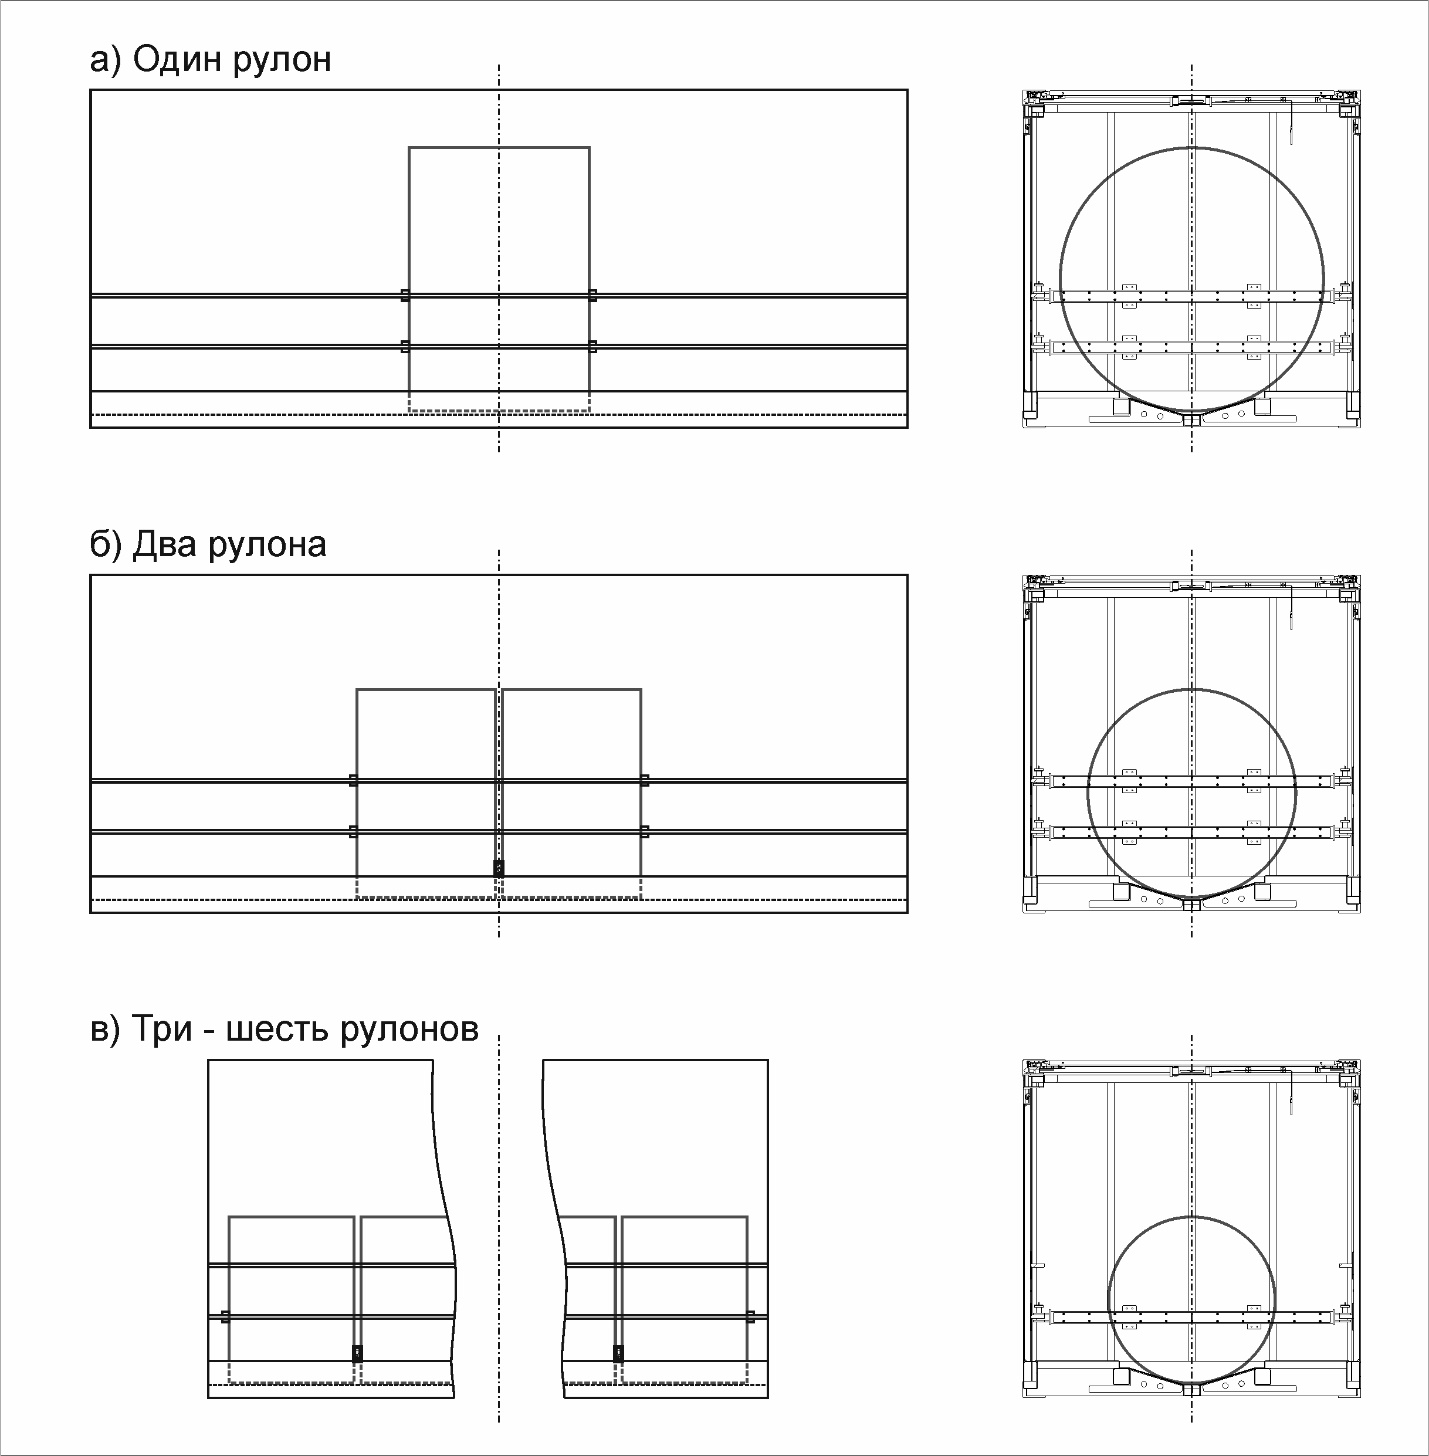 а) Один рулон
б) Два рулона
в) Три - шесть рулонов